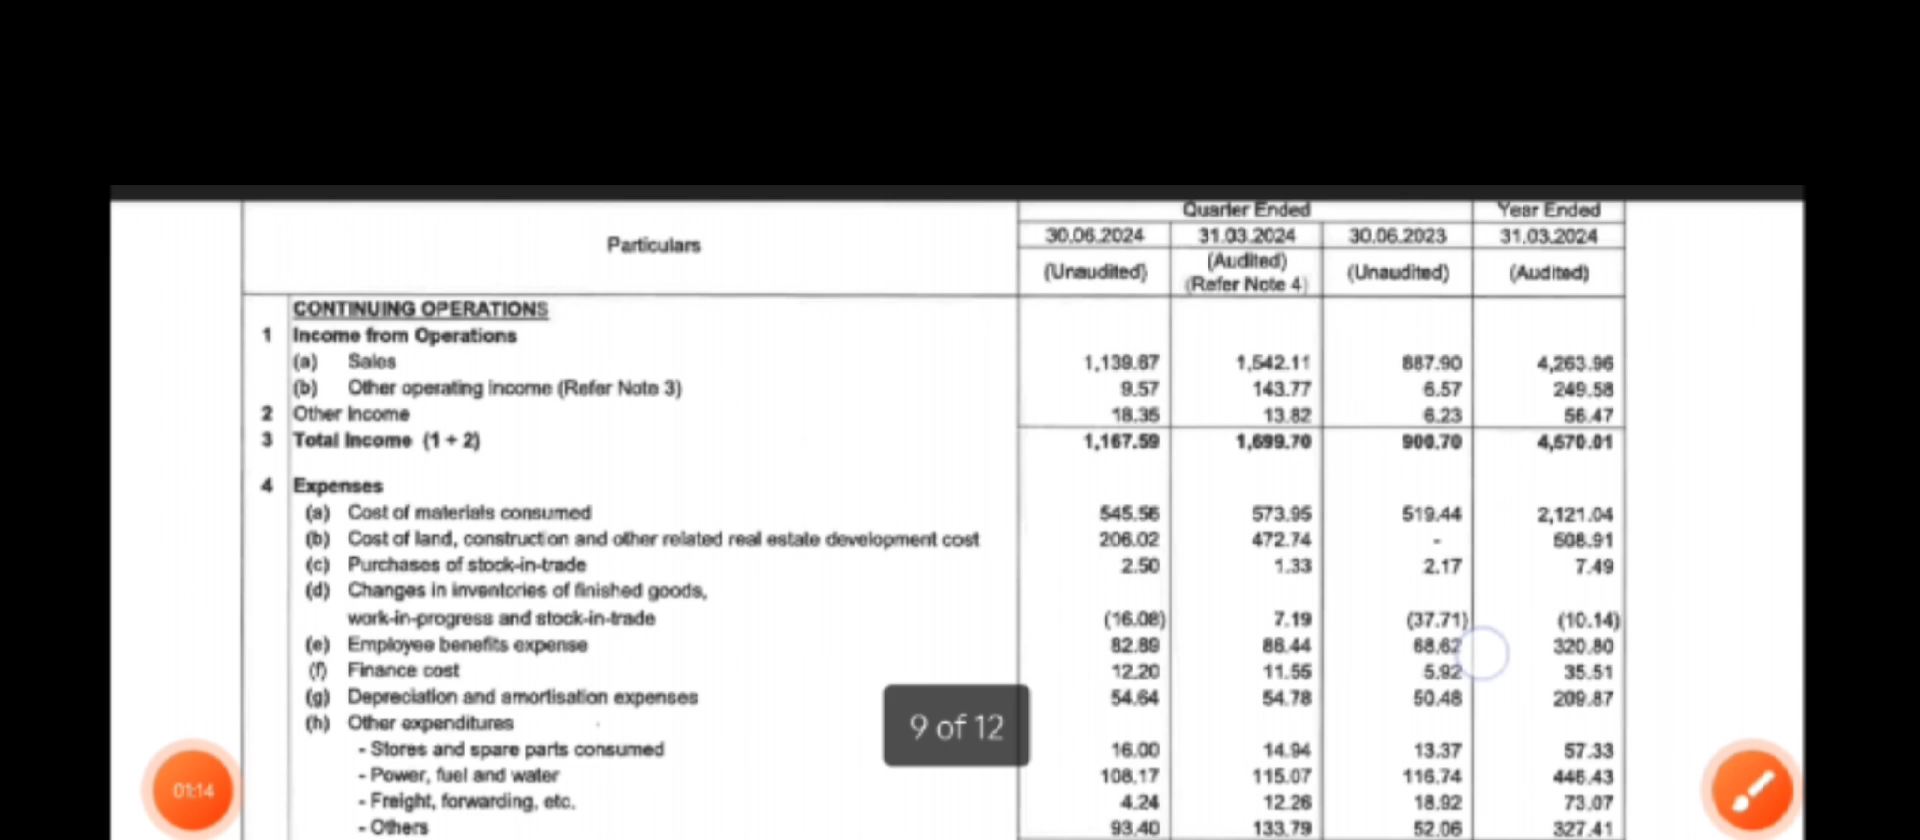 Quarter Ended Year Ended
Particulars 30.06.2024 31.03.2024 30.06.2023 31.03.2024
(Unaudited) (Audited) (Refer Note 4) (Unaudited) (Audited)
CONTINUING OPERATIONS
1 Income from Operations
(a) Sales 1,139.67 1,542.11 887.90 4,263.96
(b) Other operating income (Refer Note 3) 9.57 143.77 6.57 249.58
2 Other Income 18.35 13.82 6.23 56.47
3 Total Income (1 + 2) 1,167.59 1,699.70 900.70 4,570.01
4 Expenses
(a) Cost of materials consumed 545.56 573.95 519.44 2,121.04
(b) Cost of land, construction and other related real estate development cost 206.02 472.74 - 508.91
(c) Purchases of stock-in-trade 2.50 1.33 2.17 7.49
(d) Changes in inventories of finished goods,
work-in-progress and stock-in-trade (16.08) 7.19 (37.71) (10.14)
(e) Employee benefits expense 82.89 86.44 68.62 320.80
(f) Finance cost 12.20 11.55 5.92 35.51
(g) Depreciation and amortisation expenses 54.64 54.78 50.48 209.87
(h) Other expenditures
- Stores and spare parts consumed 16.00 14.94 13.37 57.33
- Power, fuel and water 108.17 115.07 116.74 446.43
- Freight, forwarding, etc. 4.24 12.26 18.92 73.07
- Others 93.40 133.79 52.06 327.41
9 of 12
01:14